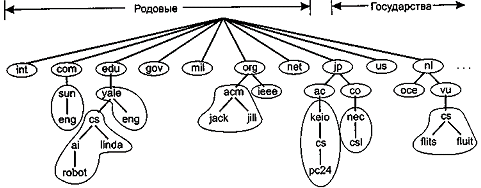 Родовые Государства
int com edu gov mil org net jp us nl ...
sun yale acm ieee ac co oce vu
eng cs eng jack jill keio nec cs
ai linda cs csl flits fluit
robot pc24